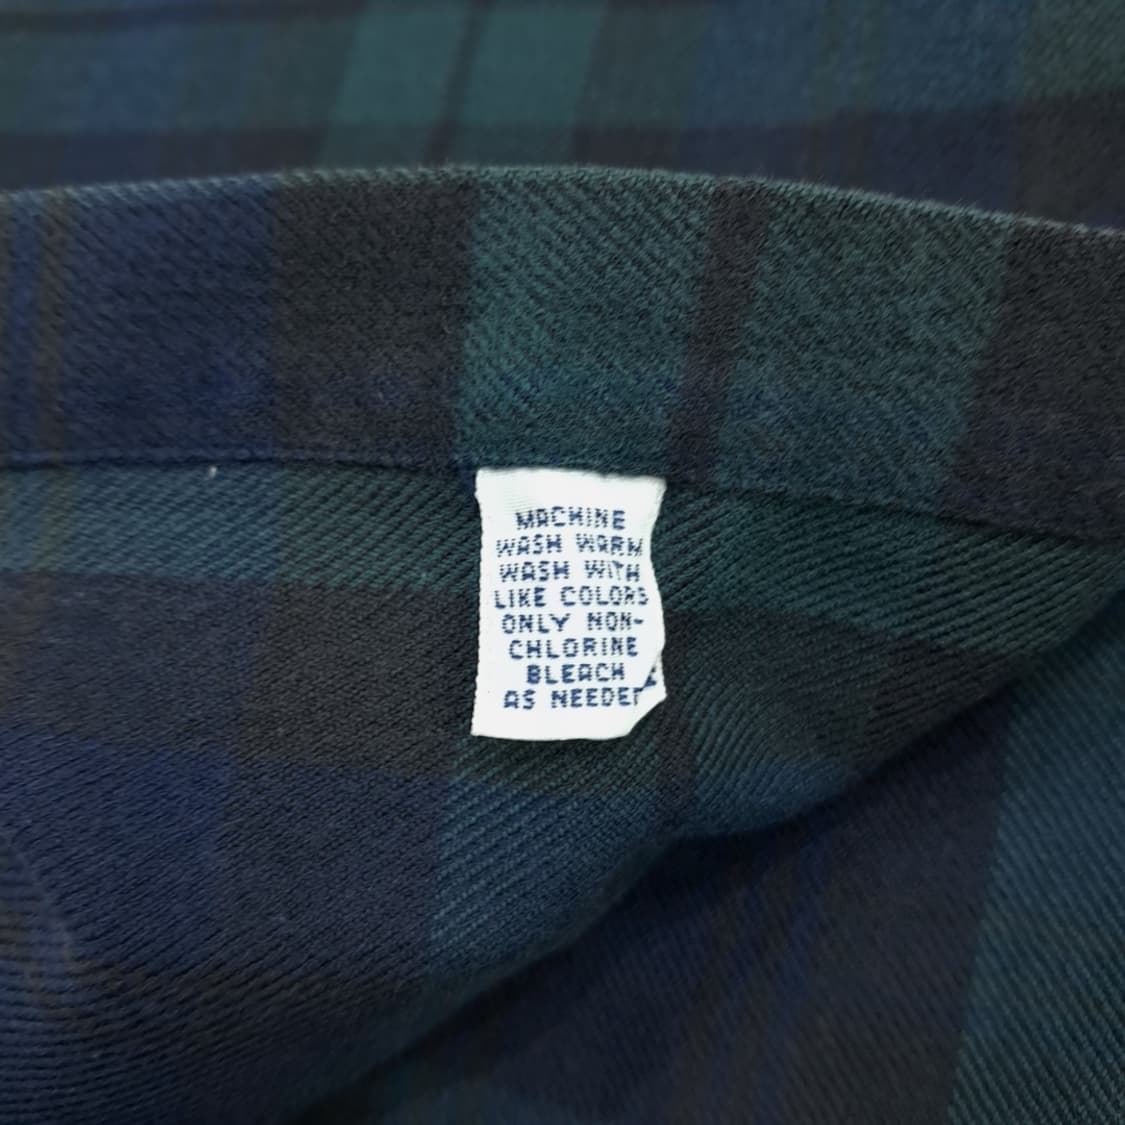 MACHINE
WASH WARM
WASH WITH
LIKE COLORS
ONLY NON-
CHLORINE
BLEACH
AS NEEDED